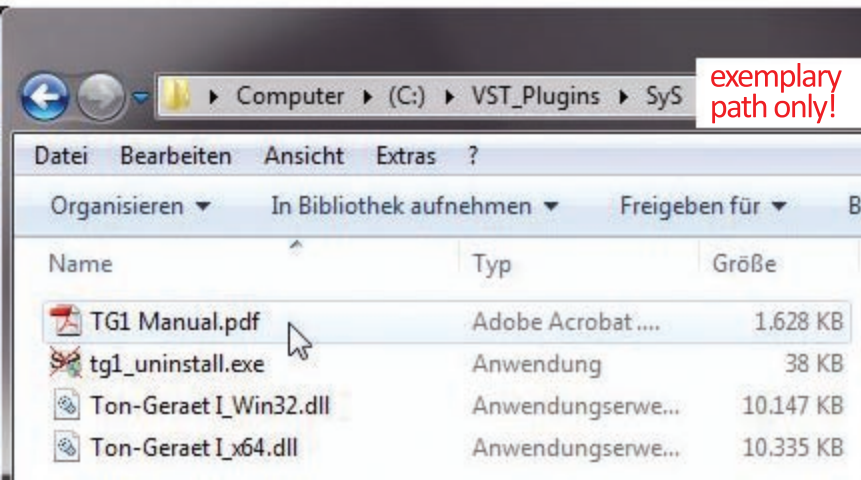 Computer (C:) VST_Plugins SyS
exemplary
path only!
Datei Bearbeiten Ansicht Extras ?
Organisieren In Bibliothek aufnehmen Freigeben für B
Name Typ Größe
TG1 Manual.pdf Adobe Acrobat .... 1.628 KB
tg1_uninstall.exe Anwendung 38 KB
Ton-Geraet I_Win32.dll Anwendungserwe... 10.147 KB
Ton-Geraet I_x64.dll Anwendungserwe... 10.335 KB